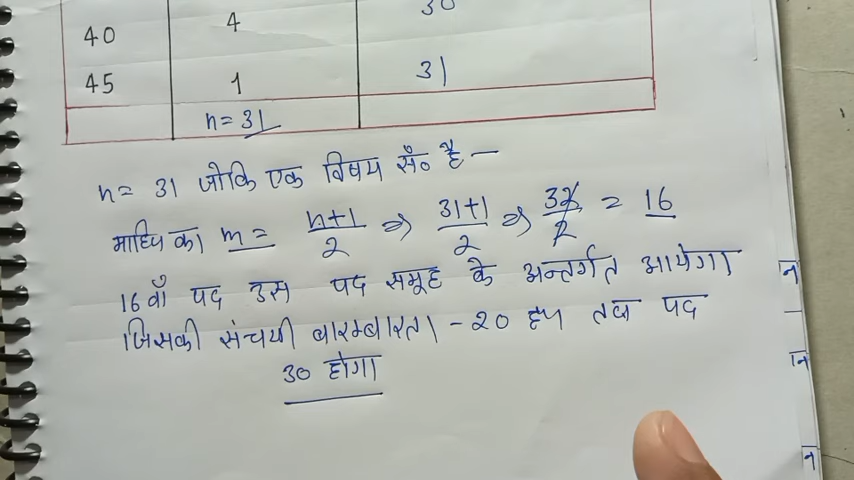 30
40 4
45 1 31
n = 31
n = 31 जोकि एक विषम सं० है —
माध्यिका m = n+1/2 ⇒ 31+1/2 ⇒ 32/2 = 16
16वाँ पद उस पद समूह के अन्तर्गत आयेगा
जिसकी संचयी बारम्बारता - 20 तब पद
30 होगा